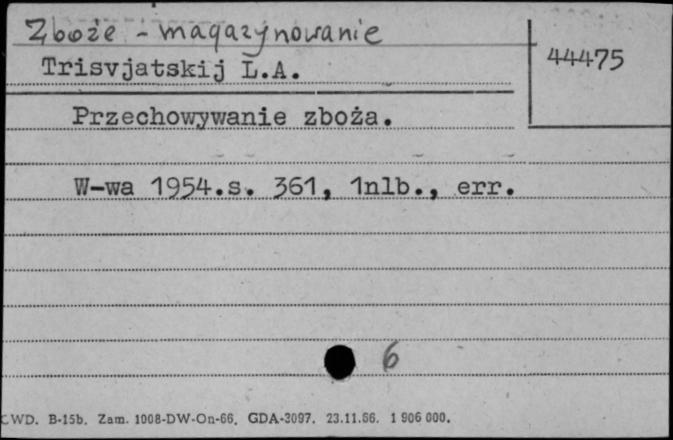 Zboże - magazynowanie
44475
Trisvjatskij L.A.
Przechowywanie zboża.
W-wa 1954.s. 361, 1nlb., err.
6
CWD. B-15b. Zam. 1008-DW-On-66. GDA-3097. 23.11.66. 1 906 000.